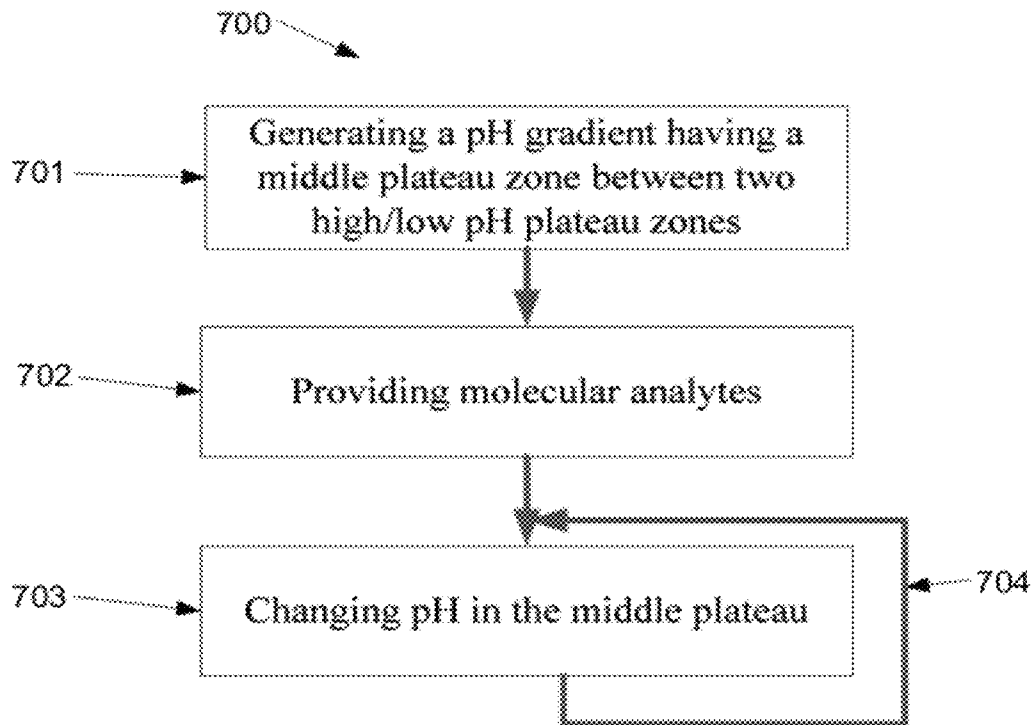 700
701
Generating a pH gradient having a
middle plateau zone between two
high/low pH plateau zones
702
Providing molecular analytes
703
Changing pH in the middle plateau
704